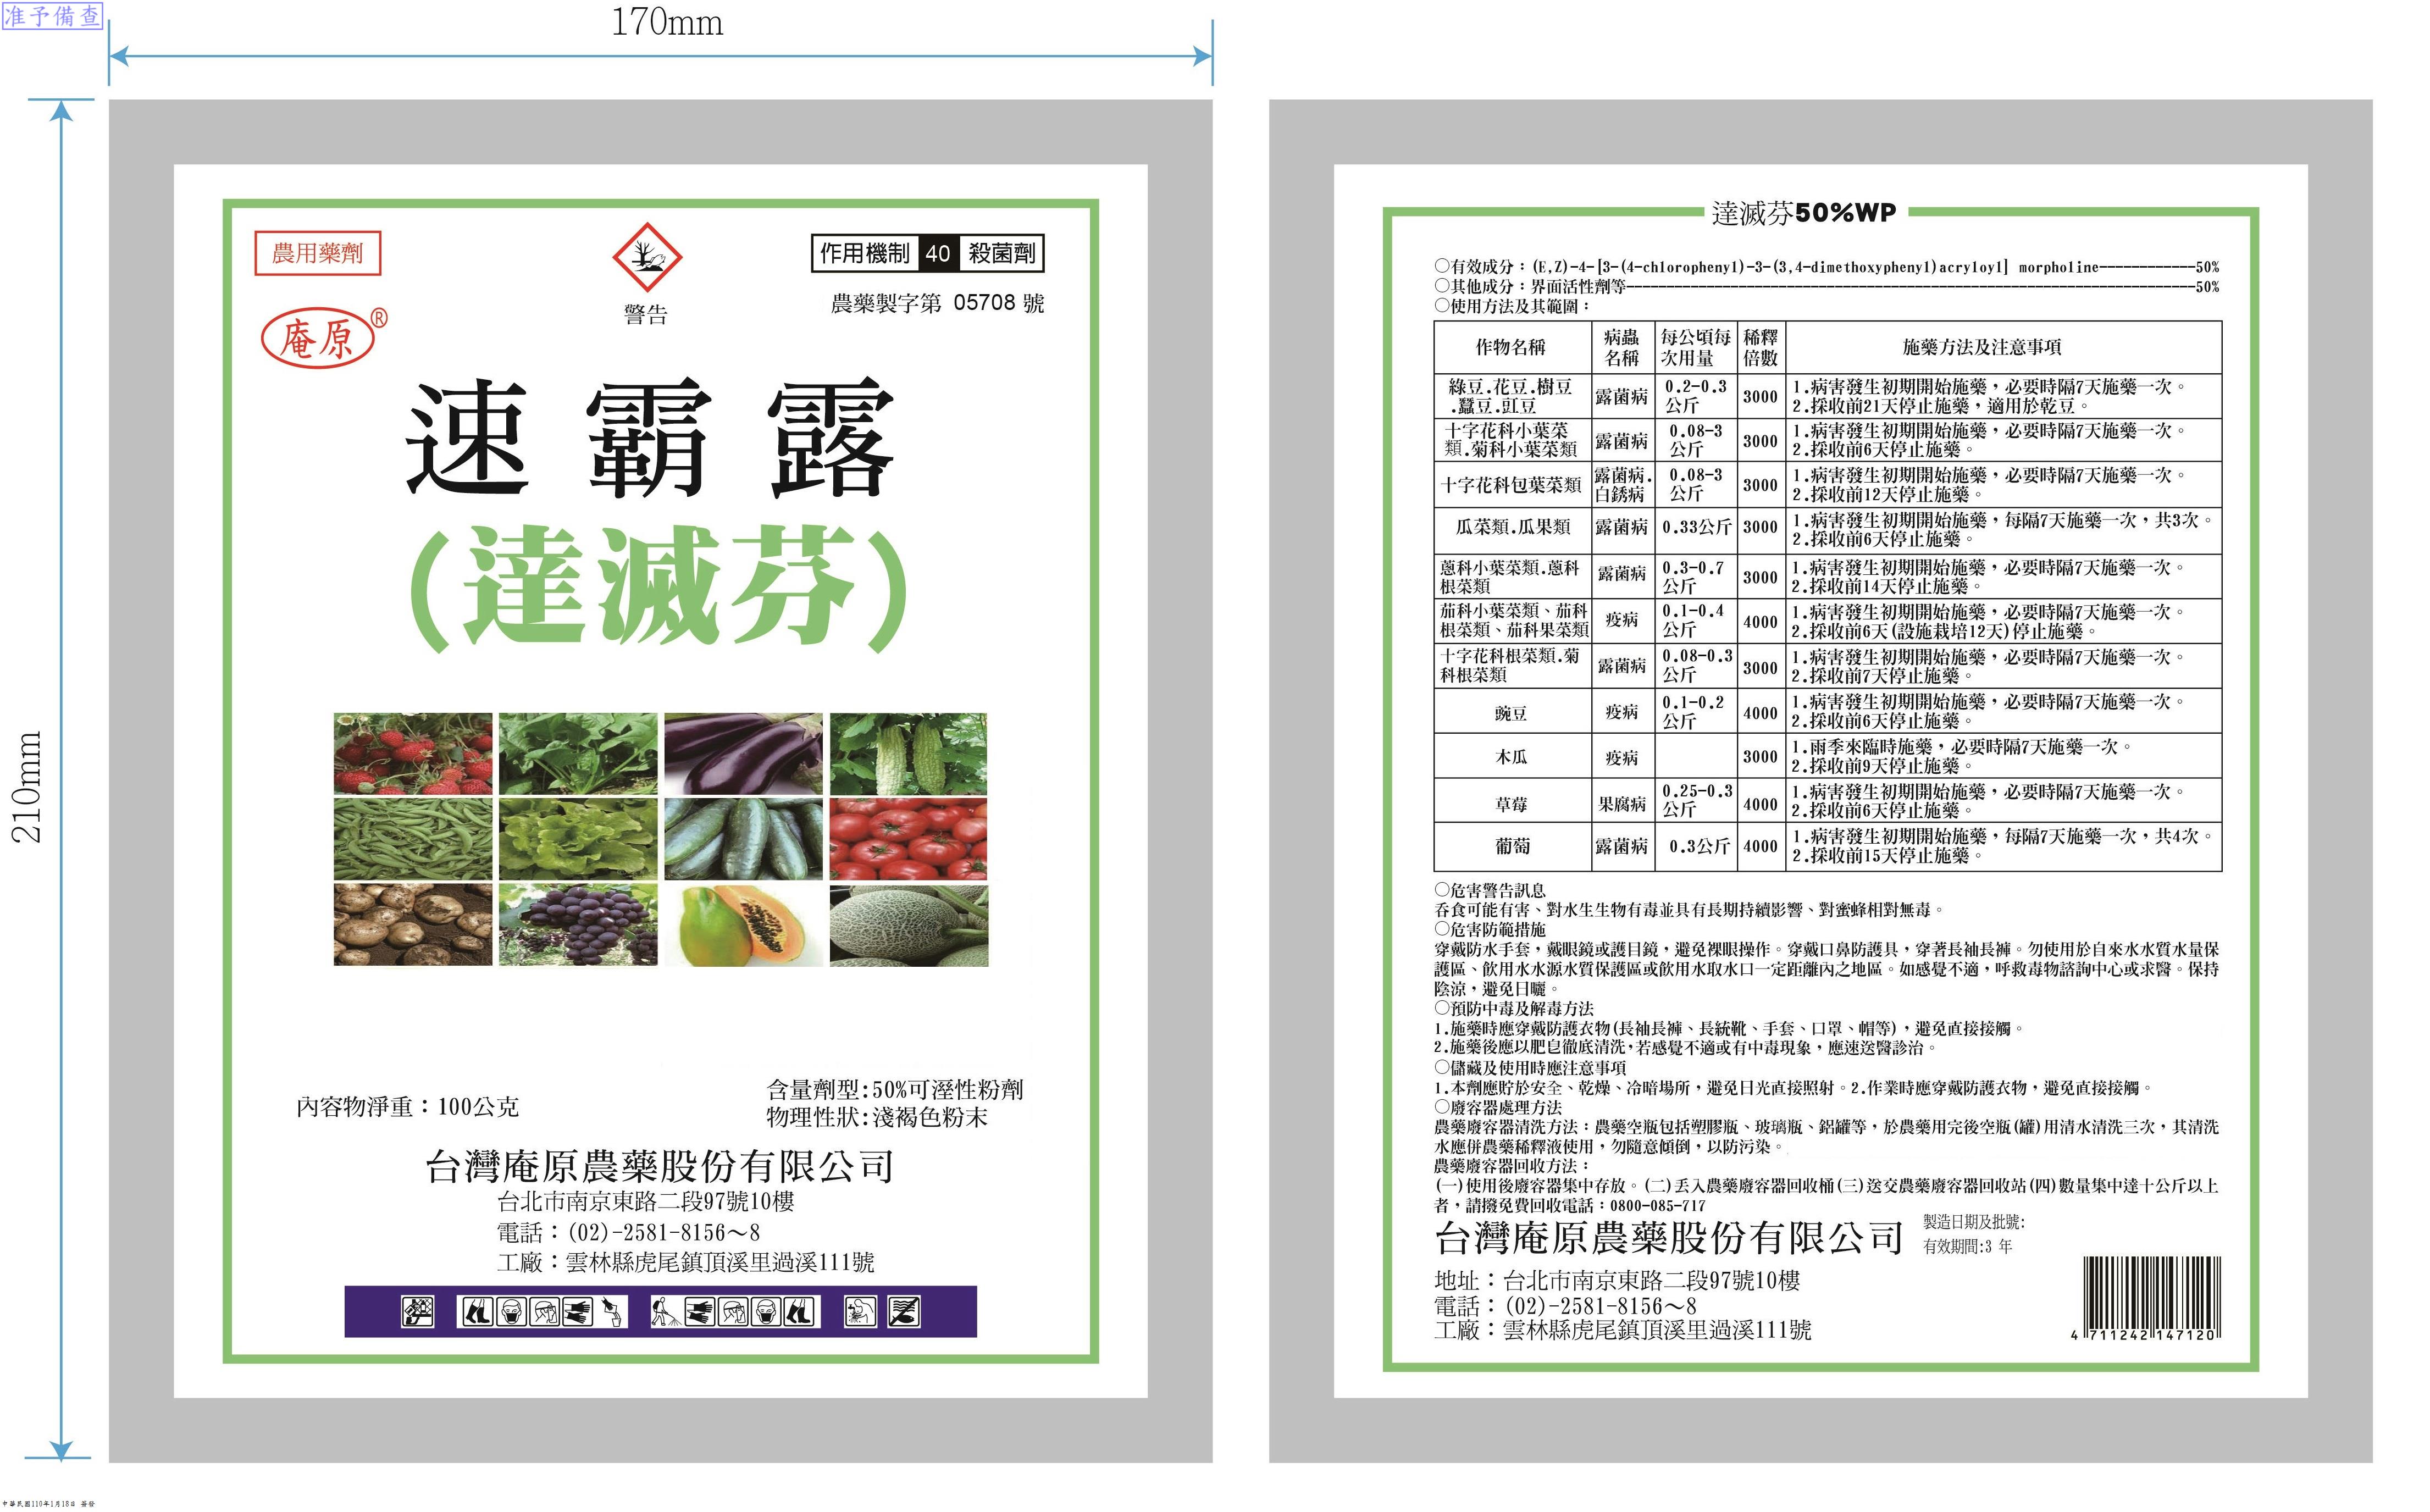 准予備查
170mm
210mm
農用藥劑
警告
作用機制 40 殺菌劑
農藥製字第 05708 號
庵原®
速霸露
(達滅芬)
內容物淨重：100公克
含量劑型:50%可溼性粉劑
物理性狀:淺褐色粉末
台灣庵原農藥股份有限公司
台北市南京東路二段97號10樓
電話：(02)-2581-8156～8
工廠：雲林縣虎尾鎮頂溪里過溪111號
達滅芬50%WP
○有效成分：(E,Z)-4-[3-(4-chlorophenyl)-3-(3,4-dimethoxyphenyl)acryloyl] morpholine------------50%
○其他成分：界面活性劑等------------------------------------------------------------------------50%
○使用方法及其範圍：
作物名稱 病蟲名稱 每公頃每次用量 稀釋倍數 施藥方法及注意事項
綠豆.花豆.樹豆.蠶豆.豇豆 露菌病 0.2-0.3公斤 3000 1.病害發生初期開始施藥，必要時隔7天施藥一次。
2.採收前21天停止施藥，適用於乾豆。
十字花科小葉菜類.菊科小葉菜類 露菌病 0.08-3公斤 3000 1.病害發生初期開始施藥，必要時隔7天施藥一次。
2.採收前6天停止施藥。
十字花科包葉菜類 露菌病.白銹病 0.08-3公斤 3000 1.病害發生初期開始施藥，必要時隔7天施藥一次。
2.採收前12天停止施藥。
瓜菜類.瓜果類 露菌病 0.33公斤 3000 1.病害發生初期開始施藥，每隔7天施藥一次，共3次。
2.採收前6天停止施藥。
蔥科小葉菜類.蔥科根菜類 露菌病 0.3-0.7公斤 3000 1.病害發生初期開始施藥，必要時隔7天施藥一次。
2.採收前14天停止施藥。
茄科小葉菜類、茄科根菜類、茄科果菜類 疫病 0.1-0.4公斤 4000 1.病害發生初期開始施藥，必要時隔7天施藥一次。
2.採收前6天(設施栽培12天)停止施藥。
十字花科根菜類.菊科根菜類 露菌病 0.08-0.3公斤 3000 1.病害發生初期開始施藥，必要時隔7天施藥一次。
2.採收前7天停止施藥。
豌豆 疫病 0.1-0.2公斤 4000 1.病害發生初期開始施藥，必要時隔7天施藥一次。
2.採收前6天停止施藥。
木瓜 疫病 3000 1.雨季來臨時施藥，必要時隔7天施藥一次。
2.採收前9天停止施藥。
草莓 果腐病 0.25-0.3公斤 4000 1.病害發生初期開始施藥，必要時隔7天施藥一次。
2.採收前6天停止施藥。
葡萄 露菌病 0.3公斤 4000 1.病害發生初期開始施藥，每隔7天施藥一次，共4次。
2.採收前15天停止施藥。
○危害警告訊息
吞食可能有害、對水生生物有毒並具有長期持續影響、對蜜蜂相對無毒。
○危害防範措施
穿戴防水手套，戴眼鏡或護目鏡，避免裸眼操作。穿戴口鼻防護具，穿著長袖長褲。勿使用於自來水水質水量保
護區、飲用水水源水質保護區或飲用水取水口一定距離內之地區。如感覺不適，呼救毒物諮詢中心或求醫。保持
陰涼，避免日曬。
○預防中毒及解毒方法
1.施藥時應穿戴防護衣物(長袖長褲、長統靴、手套、口罩、帽等)，避免直接接觸。
2.施藥後應以肥皂徹底清洗，若感覺不適或有中毒現象，應速送醫診治。
○儲藏及使用時應注意事項
1.本劑應貯於安全、乾燥、冷暗場所，避免日光直接照射。2.作業時應穿戴防護衣物，避免直接接觸。
○廢容器處理方法
農藥廢容器清洗方法：農藥空瓶包括塑膠瓶、玻璃瓶、鋁罐等，於農藥用完後空瓶(罐)用清水清洗三次，其清洗
水應併農藥稀釋液使用，勿隨意傾倒，以防污染。
農藥廢容器回收方法：
(一)使用後廢容器集中存放。(二)丟入農藥廢容器回收桶(三)送交農藥廢容器回收站(四)數量集中達十公斤以上
者，請撥免費回收電話：0800-085-717
台灣庵原農藥股份有限公司
製造日期及批號:
有效期間:3 年
地址：台北市南京東路二段97號10樓
電話：(02)-2581-8156～8
工廠：雲林縣虎尾鎮頂溪里過溪111號
4 711242 147120
中華民國110年1月18日 簽發